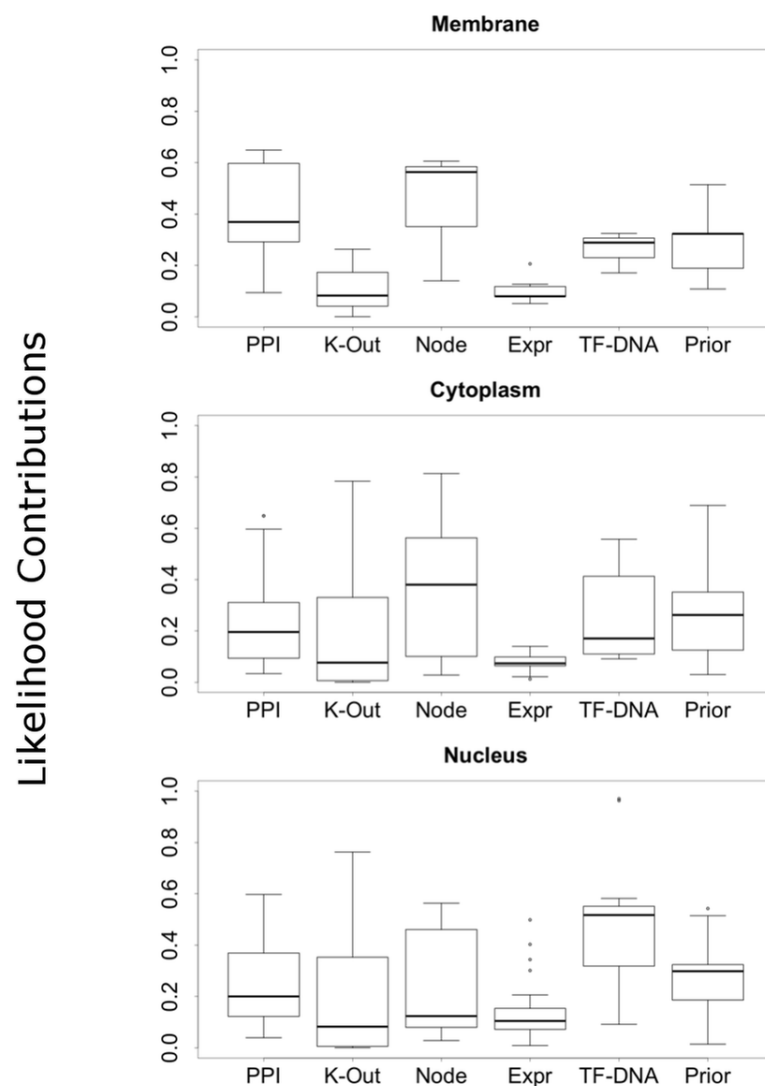 Likelihood Contributions
Membrane
1.0
0.8
0.6
0.4
0.2
0.0
PPI K-Out Node Expr TF-DNA Prior
Cytoplasm
1.0
0.8
0.6
0.4
0.2
0.0
PPI K-Out Node Expr TF-DNA Prior
Nucleus
1.0
0.8
0.6
0.4
0.2
0.0
PPI K-Out Node Expr TF-DNA Prior